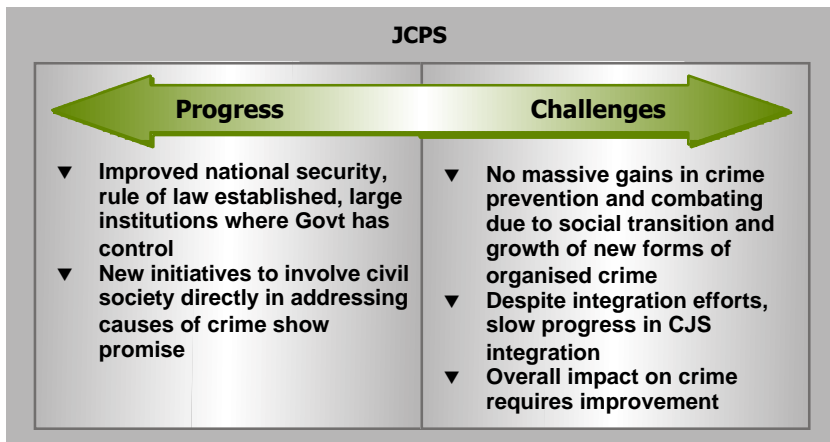 JCPS
Progress
▼ Improved national security,
rule of law established, large
institutions where Govt has
control
▼ New initiatives to involve civil
society directly in addressing
causes of crime show
promise
Challenges
▼ No massive gains in crime
prevention and combating
due to social transition and
growth of new forms of
organised crime
▼ Despite integration efforts,
slow progress in CJS
integration
▼ Overall impact on crime
requires improvement